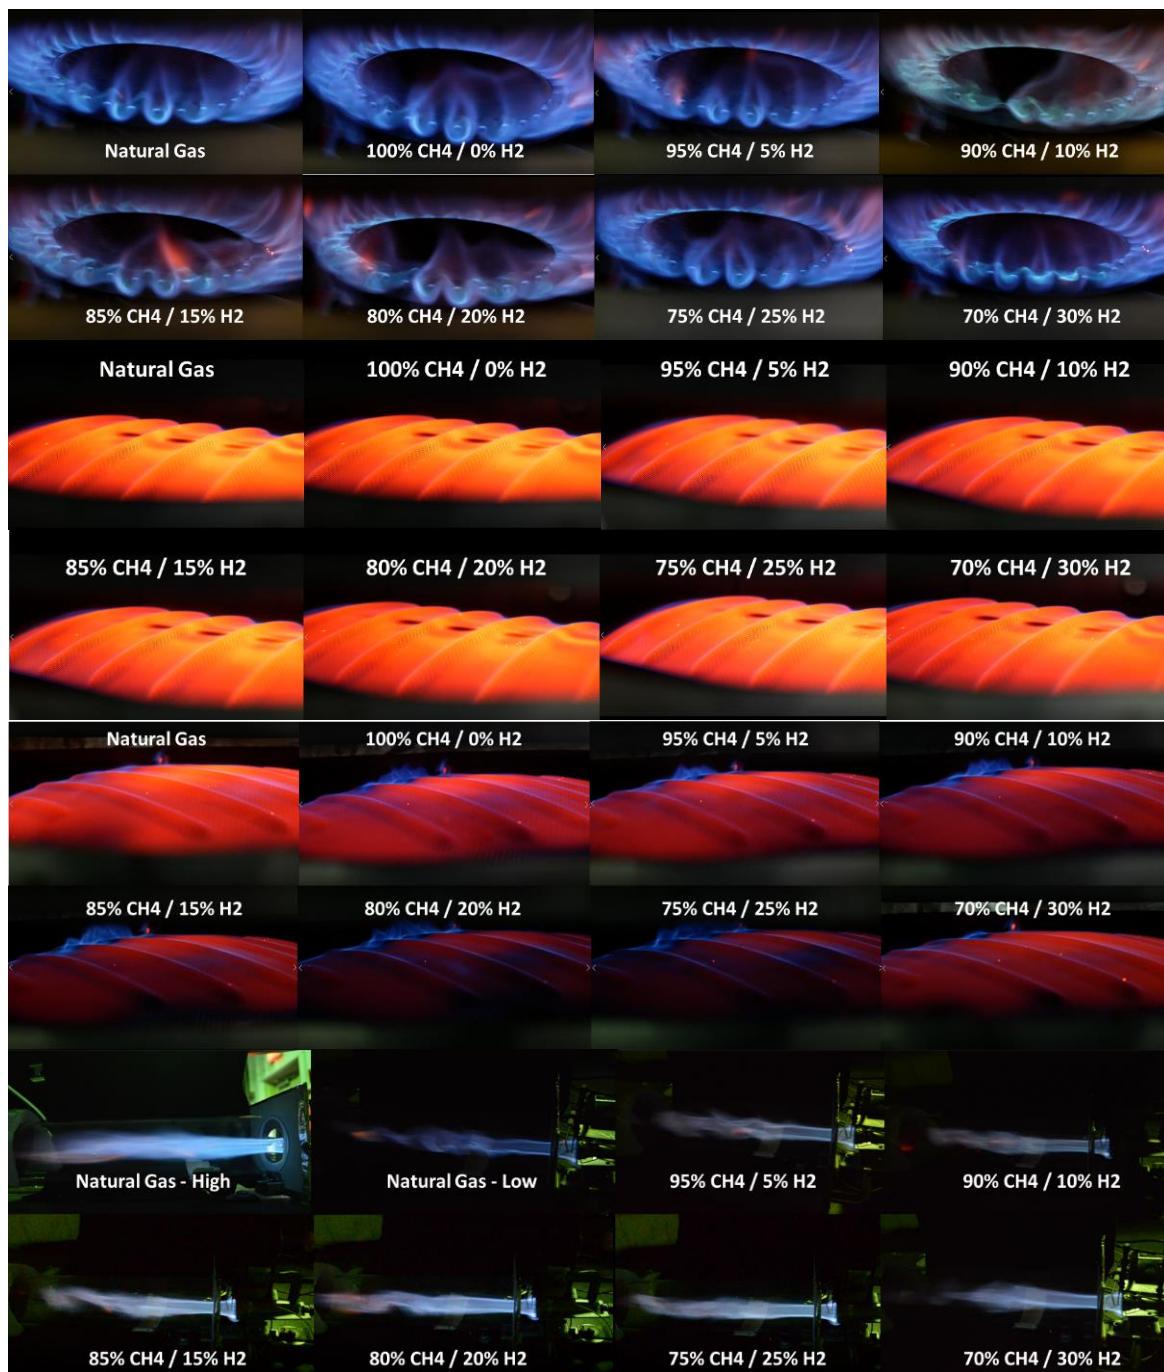 Natural Gas
100% CH4 / 0% H2
95% CH4 / 5% H2
90% CH4 / 10% H2
85% CH4 / 15% H2
80% CH4 / 20% H2
75% CH4 / 25% H2
70% CH4 / 30% H2
Natural Gas
100% CH4 / 0% H2
95% CH4 / 5% H2
90% CH4 / 10% H2
85% CH4 / 15% H2
80% CH4 / 20% H2
75% CH4 / 25% H2
70% CH4 / 30% H2
Natural Gas
100% CH4 / 0% H2
95% CH4 / 5% H2
90% CH4 / 10% H2
85% CH4 / 15% H2
80% CH4 / 20% H2
75% CH4 / 25% H2
70% CH4 / 30% H2
Natural Gas - High
Natural Gas - Low
95% CH4 / 5% H2
90% CH4 / 10% H2
85% CH4 / 15% H2
80% CH4 / 20% H2
75% CH4 / 25% H2
70% CH4 / 30% H2